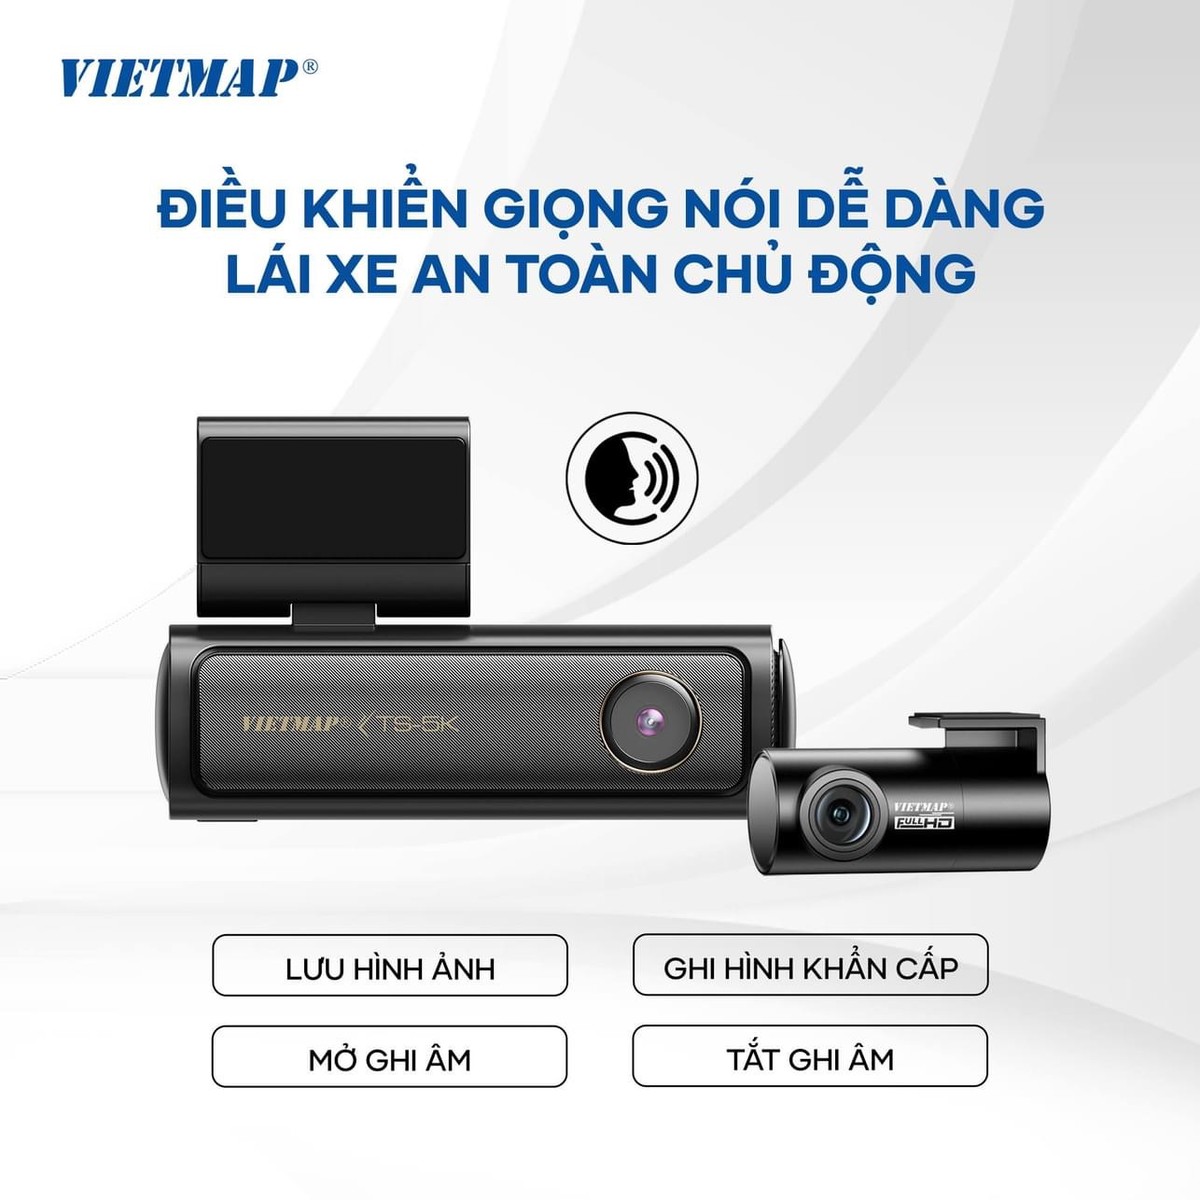 VIETMAP®
ĐIỀU KHIỂN GIỌNG NÓI DỄ DÀNG
LÁI XE AN TOÀN CHỦ ĐỘNG
VIETMAP® TS-5K
VIETMAP®
FULL HD
LƯU HÌNH ẢNH
GHI HÌNH KHẨN CẤP
MỞ GHI ÂM
TẮT GHI ÂM